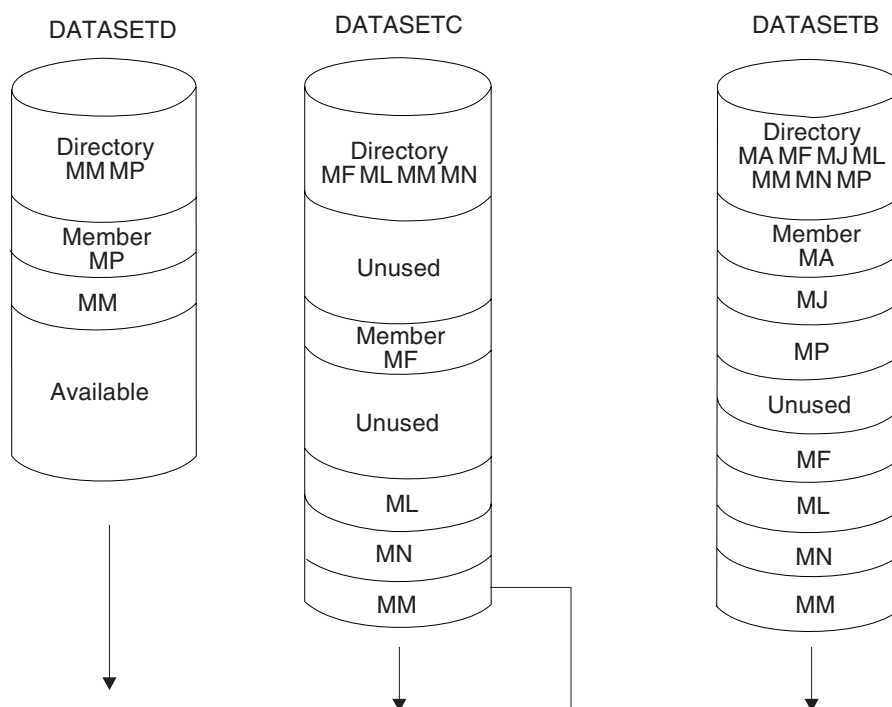 DATASETD
Directory
MM MP
Member
MP
MM
Available
DATASETC
Directory
MF ML MM MN
Unused
Member
MF
Unused
ML
MN
MM
DATASETB
Directory
MA MF MJ ML
MM MN MP
Member
MA
MJ
MP
Unused
MF
ML
MN
MM